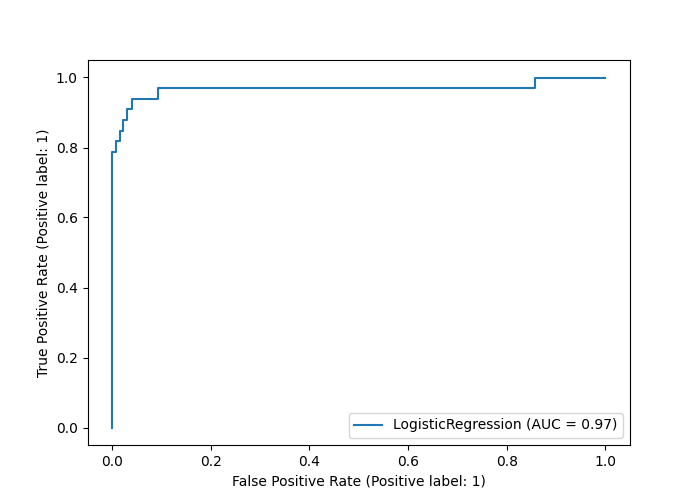 True Positive Rate (Positive label: 1)
1.0
0.8
0.6
0.4
0.2
0.0
LogisticRegression (AUC = 0.97)
0.0 0.2 0.4 0.6 0.8 1.0
False Positive Rate (Positive label: 1)